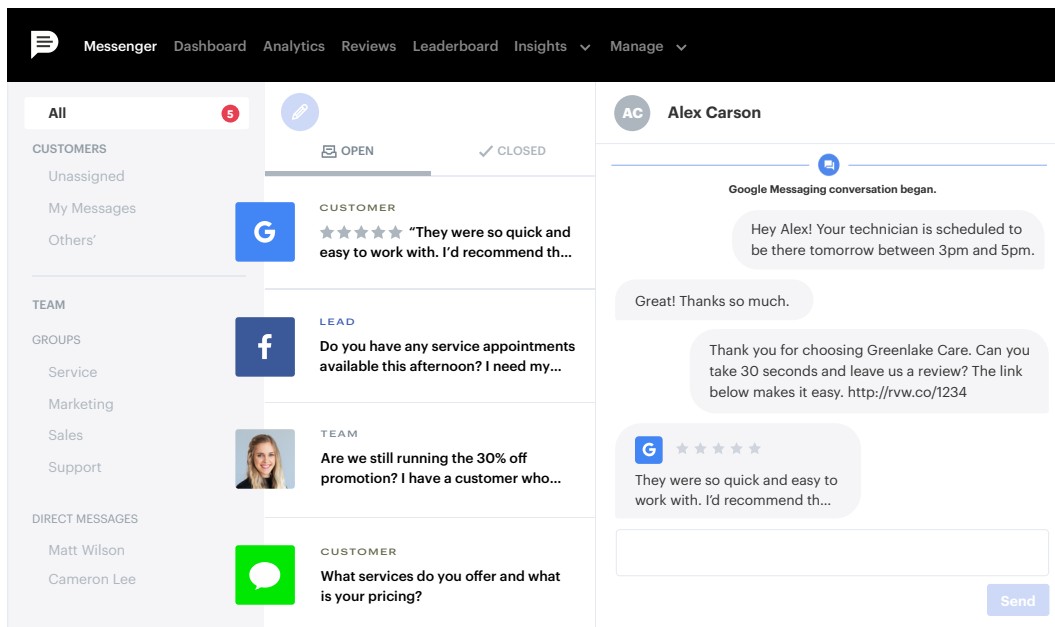 Messenger Dashboard Analytics Reviews Leaderboard Insights Manage
All 5
CUSTOMERS
Unassigned
My Messages
Others’
TEAM
GROUPS
Service
Marketing
Sales
Support
DIRECT MESSAGES
Matt Wilson
Cameron Lee
OPEN CLOSED
G
CUSTOMER
“They were so quick and
easy to work with. I’d recommend th...
f
LEAD
Do you have any service appointments
available this afternoon? I need my...
TEAM
Are we still running the 30% off
promotion? I have a customer who...
CUSTOMER
What services do you offer and what
is your pricing?
AC Alex Carson
Google Messaging conversation began.
Hey Alex! Your technician is scheduled to
be there tomorrow between 3pm and 5pm.
Great! Thanks so much.
Thank you for choosing Greenlake Care. Can you
take 30 seconds and leave us a review? The link
below makes it easy. http://rvw.co/1234
G
They were so quick and easy to
work with. I’d recommend th...
Send